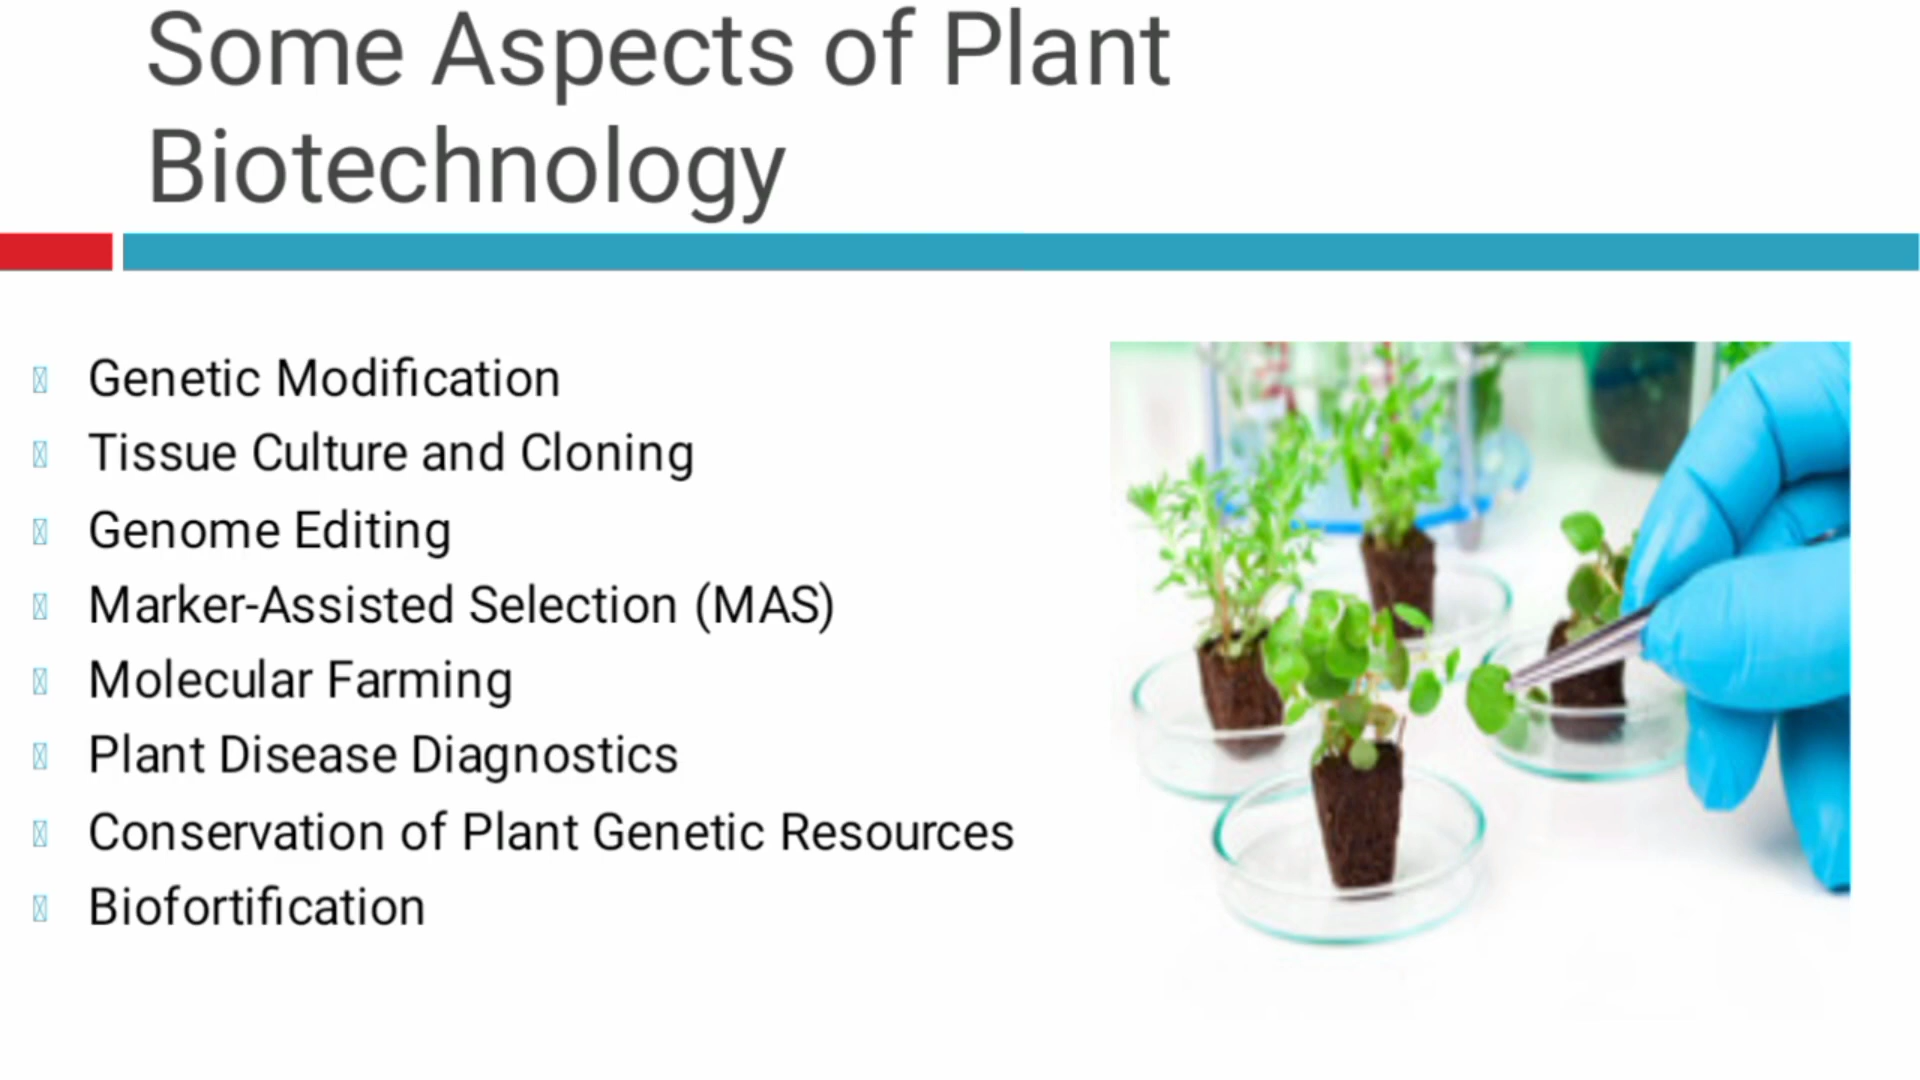 Some Aspects of Plant
Biotechnology
Genetic Modification
Tissue Culture and Cloning
Genome Editing
Marker-Assisted Selection (MAS)
Molecular Farming
Plant Disease Diagnostics
Conservation of Plant Genetic Resources
Biofortification